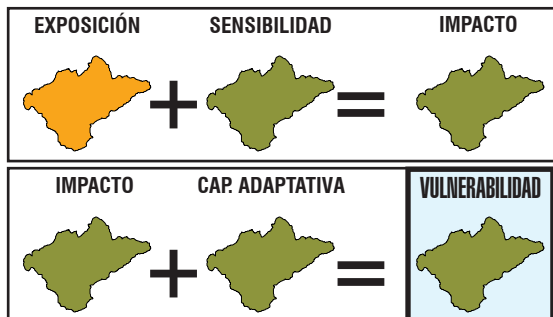 EXPOSICIÓN SENSIBILIDAD IMPACTO
+ =
IMPACTO CAP. ADAPTATIVA VULNERABILIDAD
+ =